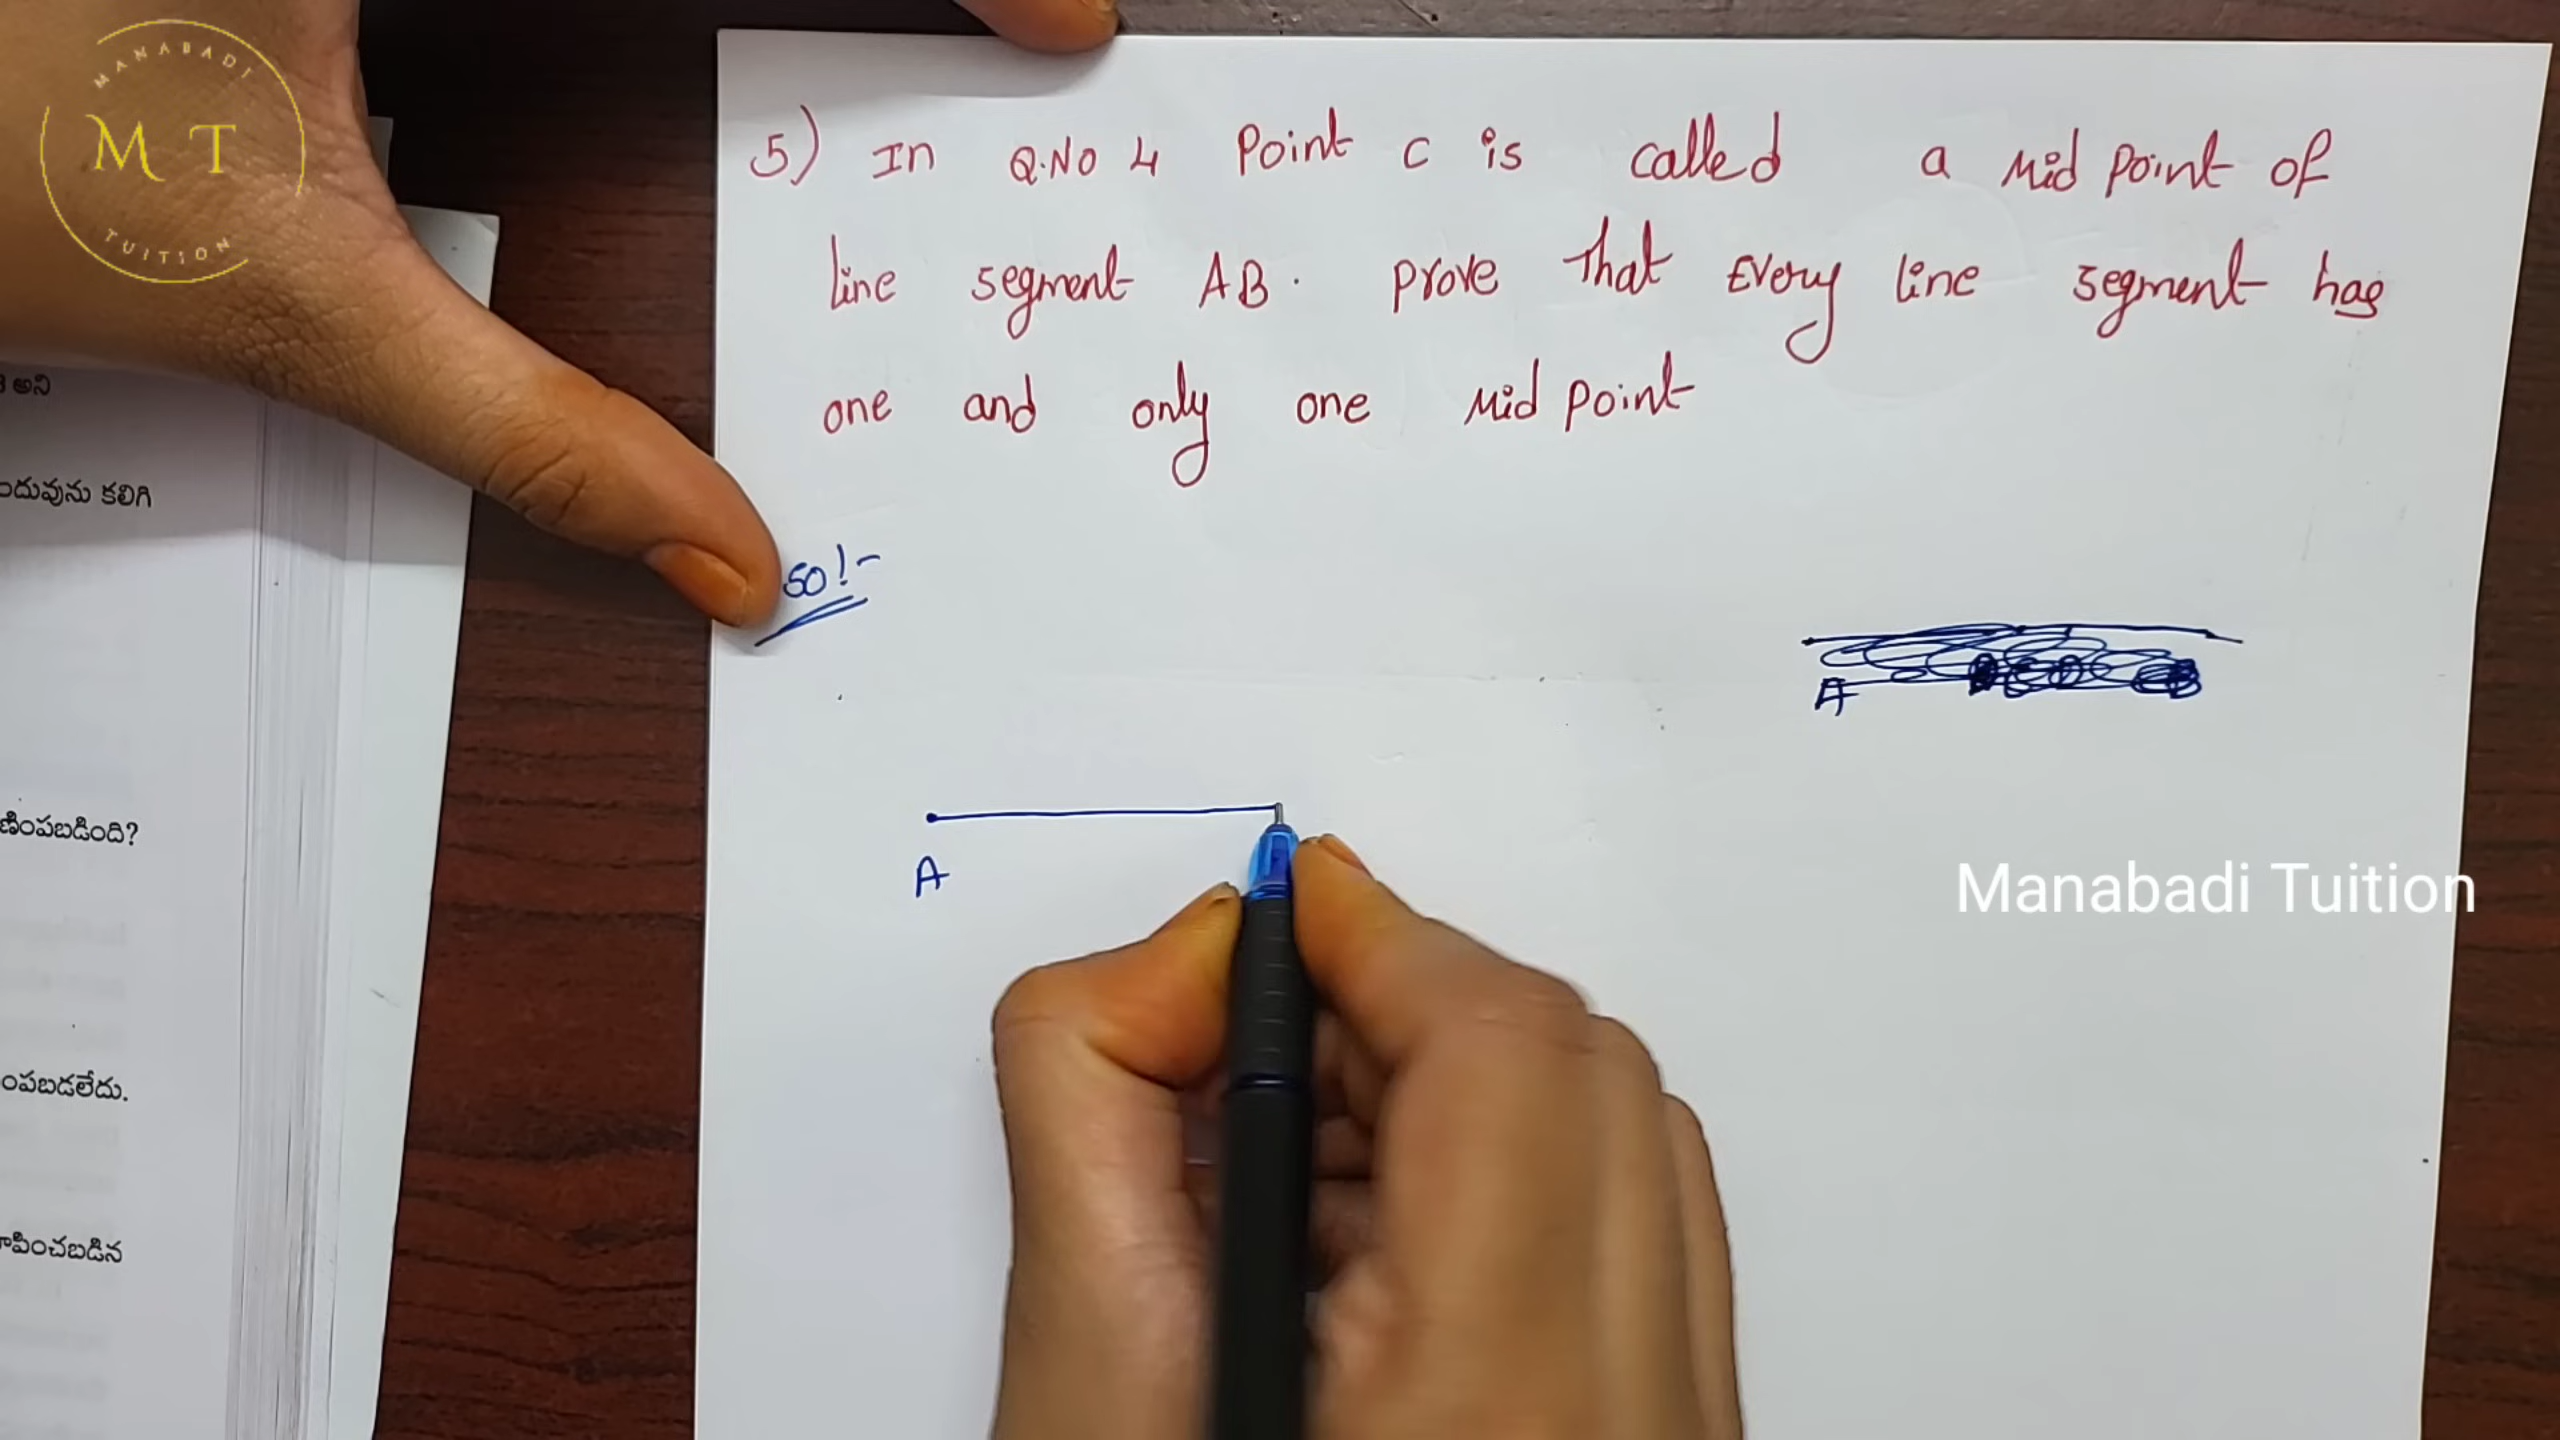 MANABADI
M T
TUITION
5) In Q.No 4 Point C is called a Mid point of
line segment AB. prove That Every line segment has
one and only one Mid point
so!-
A
A
Manabadi Tuition
అని
ందువును కలిగి
ణింపబడింది?
ంపబడలేదు.
ాపించబడిన